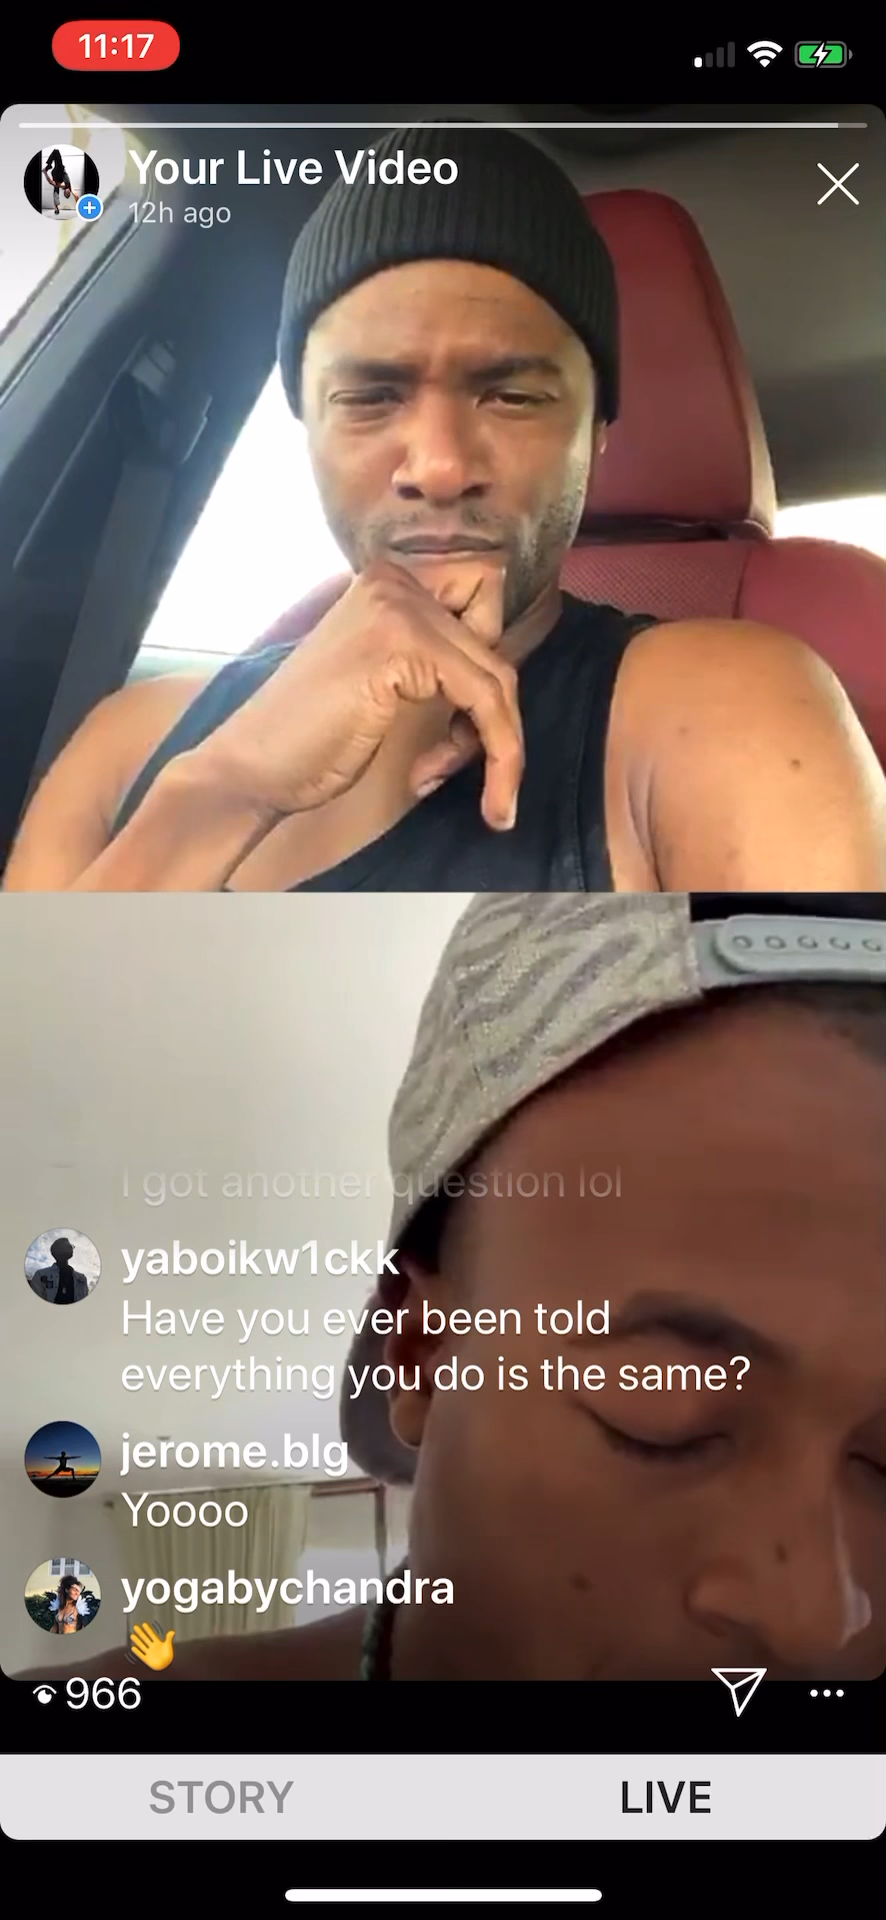 11:17
Your Live Video
12h ago
I got another question lol
yaboikw1ckk
Have you ever been told
everything you do is the same?
jerome.blg
Yoooo
yogabychandra
👋
966
STORY
LIVE